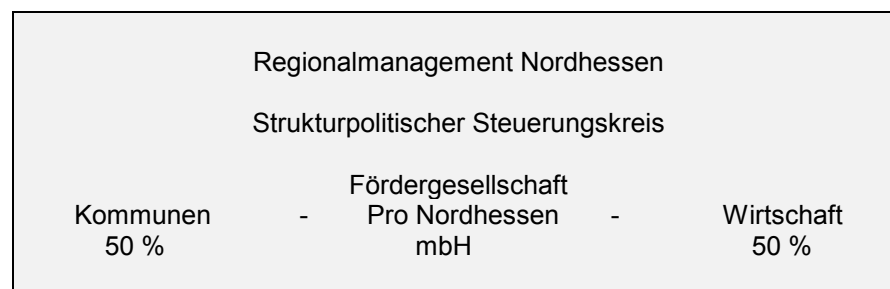 Regionalmanagement Nordhessen
Strukturpolitischer Steuerungskreis
Fördergesellschaft
Kommunen - Pro Nordhessen - Wirtschaft
50 % mbH 50 %